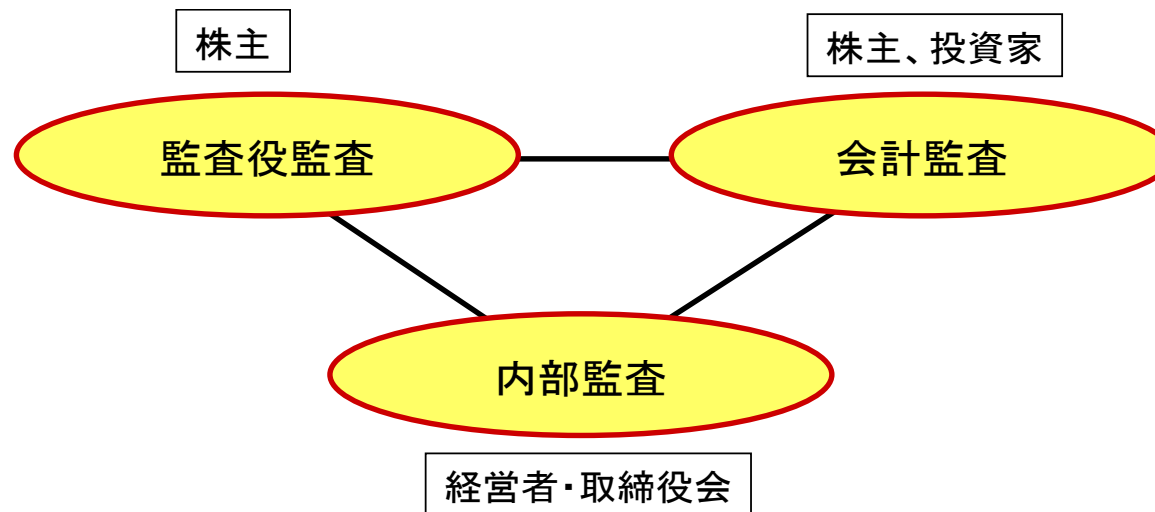 株主
株主、投資家
監査役監査
会計監査
内部監査
経営者・取締役会